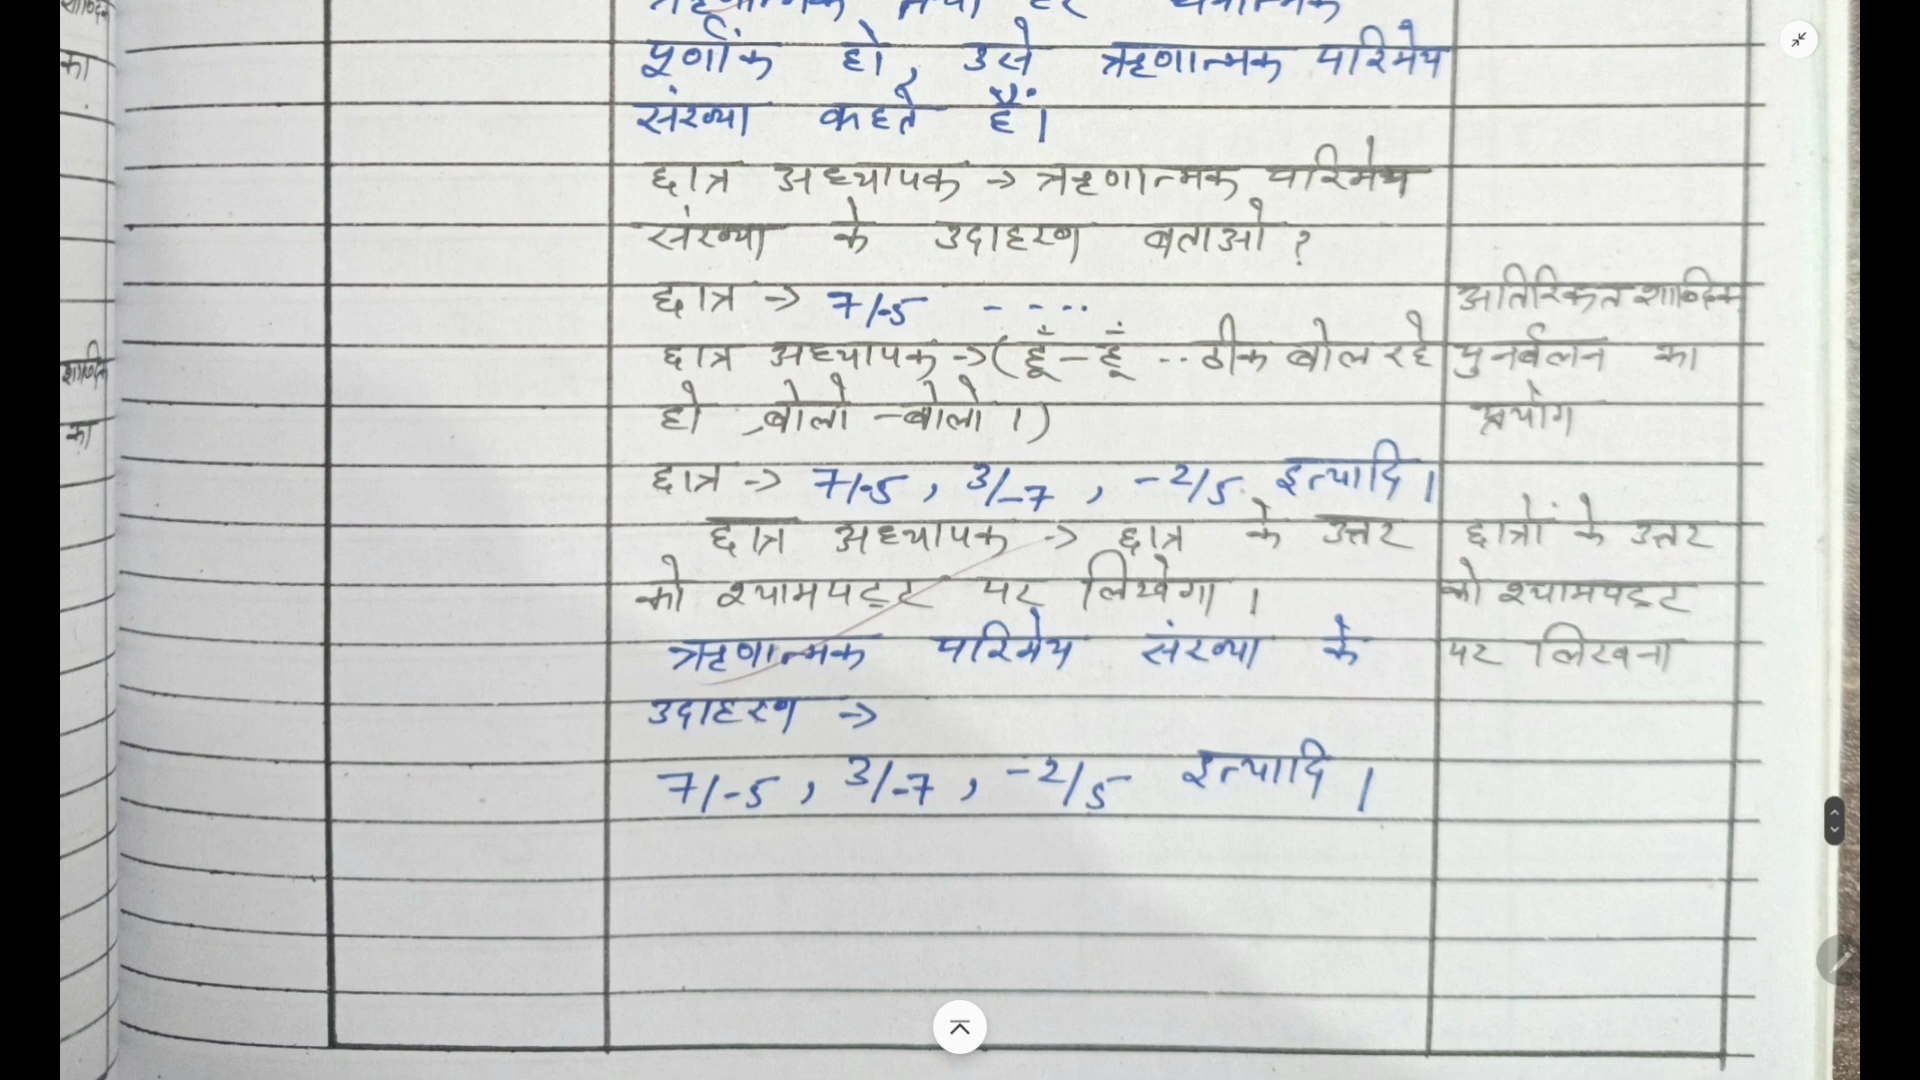 पूर्णांक हो, उसे ऋणात्मक परिमेय
संख्या कहते हैं।
छात्र अध्यापक -> ऋणात्मक परिमेय
संख्या के उदाहरण बताओ ?
छात्र -> 7/-5 - - - . .
अतिरिक्त शाब्दिक
छात्र अध्यापक -> (हूँ - हूँ .. ठीक बोल रहे
पुनर्बलन का
हो, बोलो - बोलो।)
प्रयोग
छात्र -> 7/-5 , 3/-7 , -2/5. इत्यादि।
छात्र अध्यापक -> छात्र के उत्तर
छात्रों के उत्तर
को श्यामपट्ट पर लिखेगा ।
को श्यामपट्ट
ऋणात्मक परिमेय संख्या के
पर लिखना
उदाहरण ->
7/-5 , 3/-7 , -2/5 इत्यादि ।
का
शाब्दिक
का